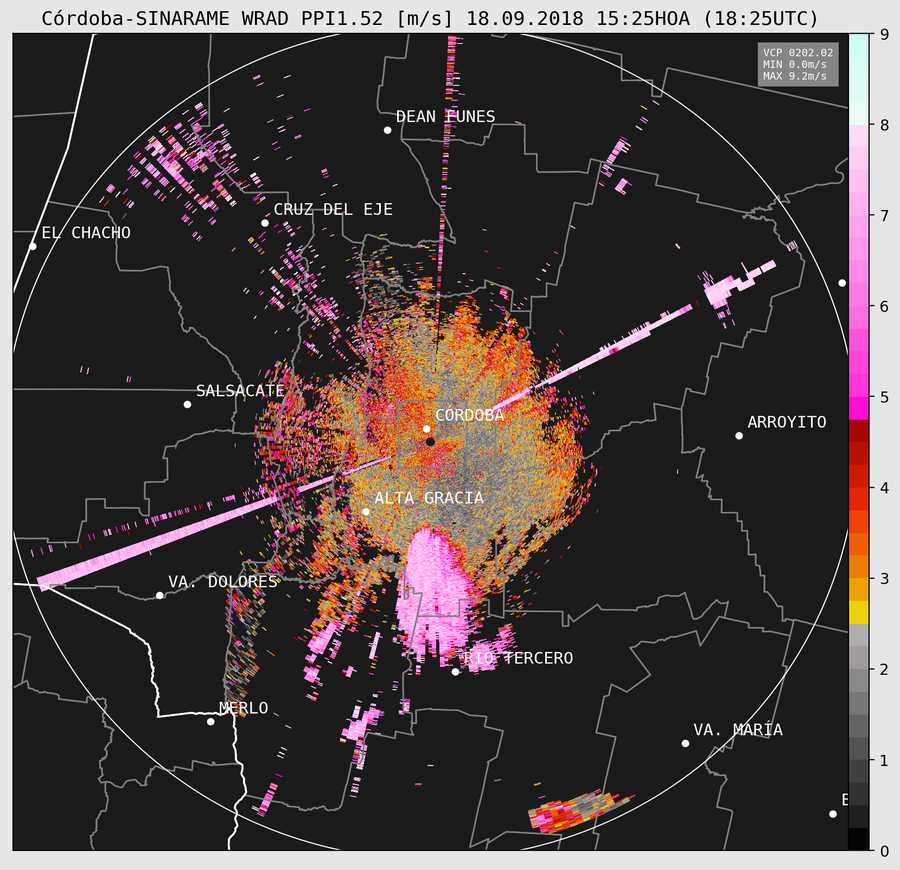 Córdoba-SINARAME WRAD PPI1.52 [m/s] 18.09.2018 15:25HOA (18:25UTC)
VCP 0202.02
MIN 0.0m/s
MAX 9.2m/s
DEAN FUNES
CRUZ DEL EJE
EL CHACHO
SALSACATE
CÓRDOBA
ARROYITO
ALTA GRACIA
VA. DOLORES
RÍO TERCERO
MERLO
VA. MARÍA
9
8
7
6
5
4
3
2
1
0